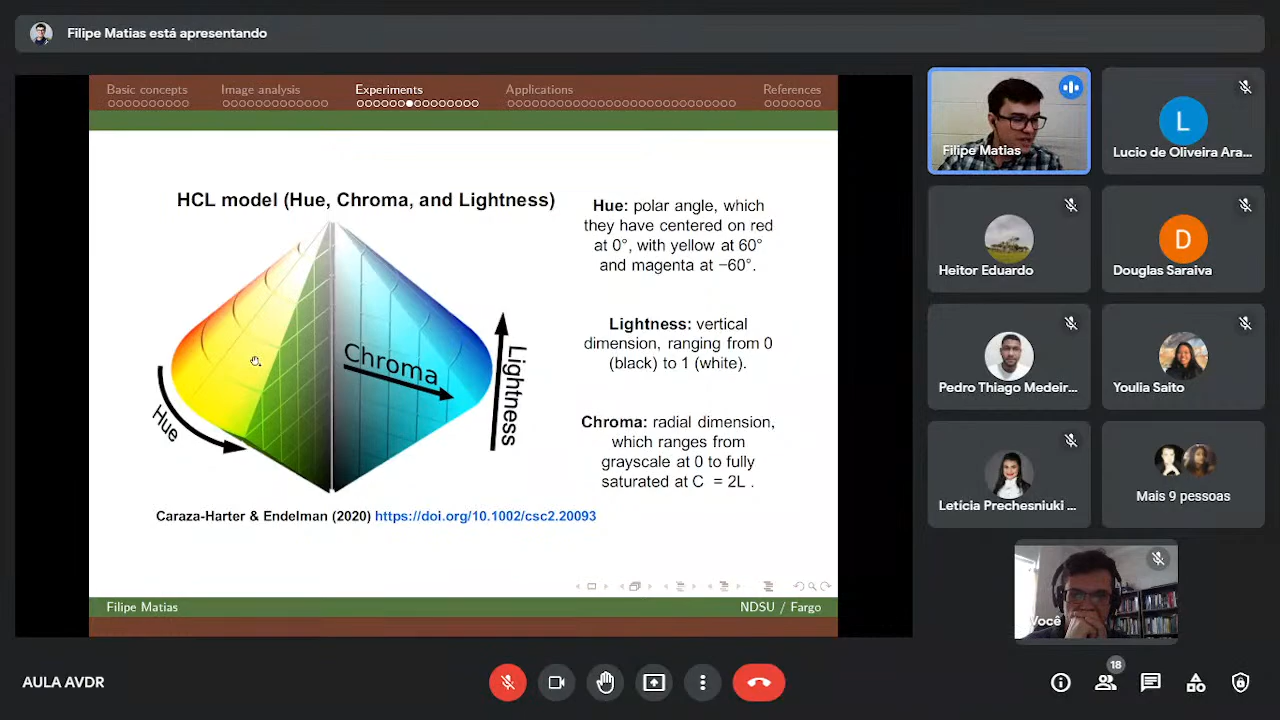 Filipe Matias está apresentando
Basic concepts
Image analysis
Experiments
Applications
References
HCL model (Hue, Chroma, and Lightness)
Hue
Chroma
Lightness
Hue: polar angle, which
they have centered on red
at 0°, with yellow at 60°
and magenta at −60°.
Lightness: vertical
dimension, ranging from 0
(black) to 1 (white).
Chroma: radial dimension,
which ranges from
grayscale at 0 to fully
saturated at C = 2L .
Caraza-Harter & Endelman (2020) https://doi.org/10.1002/csc2.20093
Filipe Matias
NDSU / Fargo
Filipe Matias
L
Lucio de Oliveira Ara...
Heitor Eduardo
D
Douglas Saraiva
Pedro Thiago Medeir...
Youlia Saito
Letícia Prechesniuki ...
Mais 9 pessoas
Você
AULA AVDR
18